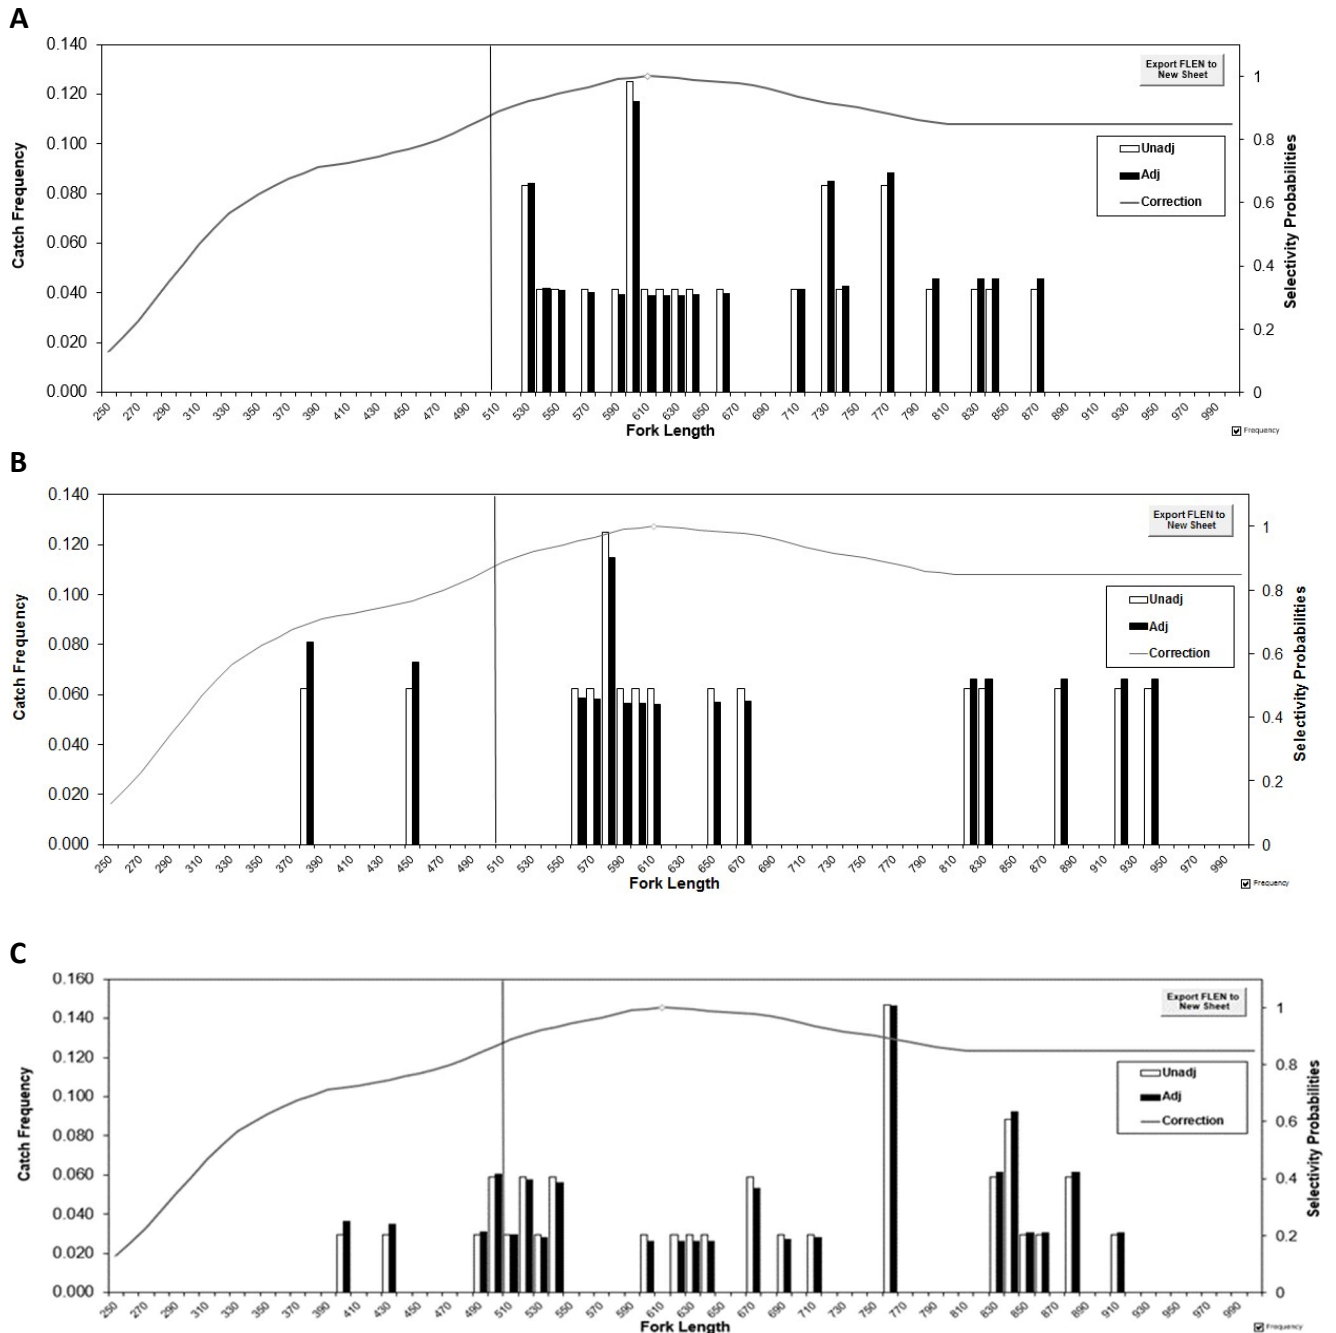 A
0.140
0.120
0.100
0.080
0.060
0.040
0.020
0.000
Catch Frequency
Export FLEN to
New Sheet
Unadj
Adj
Correction
1
0.8
0.6
0.4
0.2
0
Selectivity Probabilities
250 270 290 310 330 350 370 390 410 430 450 470 490 510 530 550 570 590 610 630 650 670 690 710 730 750 770 790 810 830 850 870 890 910 930 950 970 990
Fork Length
Frequency
B
0.140
0.120
0.100
0.080
0.060
0.040
0.020
0.000
Catch Frequency
Export FLEN to
New Sheet
Unadj
Adj
Correction
1
0.8
0.6
0.4
0.2
0
Selectivity Probabilities
250 270 290 310 330 350 370 390 410 430 450 470 490 510 530 550 570 590 610 630 650 670 690 710 730 750 770 790 810 830 850 870 890 910 930 950 970 990
Fork Length
Frequency
C
0.160
0.140
0.120
0.100
0.080
0.060
0.040
0.020
0.000
Catch Frequency
Export FLEN to
New Sheet
Unadj
Adj
Correction
1
0.8
0.6
0.4
0.2
0
Selectivity Probabilities
250 270 290 310 330 350 370 390 410 430 450 470 490 510 530 550 570 590 610 630 650 670 690 710 730 750 770 790 810 830 850 870 890 910 930 950 970 990
Fork Length
Frequency